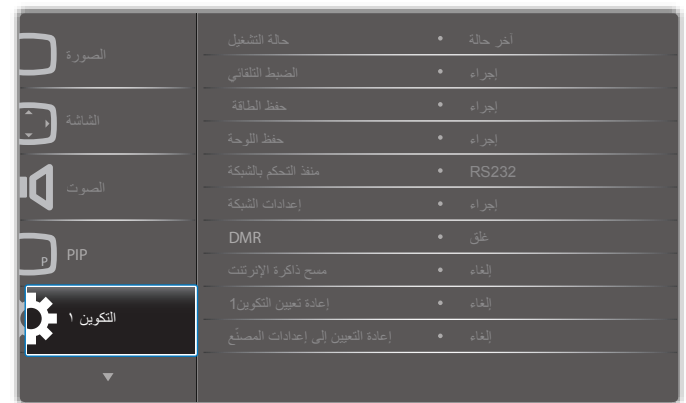 الصورة
الشاشة
الصوت
PIP
P
التكوين ١
حالة التشغيل • آخر حالة
الضبط التلقائي • إجراء
حفظ الطاقة • إجراء
حفظ اللوحة • إجراء
منفذ التحكم بالشبكة • RS232
إعدادات الشبكة • إجراء
DMR • غلق
مسح ذاكرة الإنترنت • إلغاء
إعادة تعيين التكوين1 • إلغاء
إعادة التعيين إلى إعدادات المصنّع • إلغاء